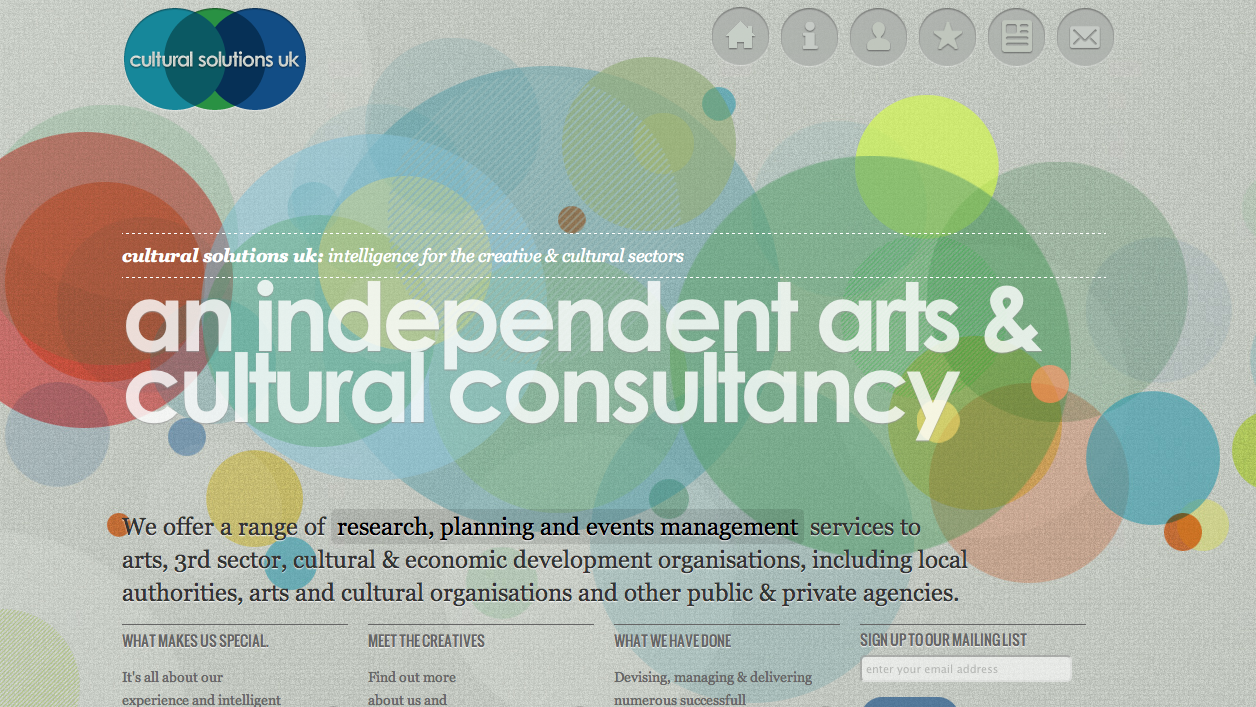 cultural solutions uk
cultural solutions uk: intelligence for the creative & cultural sectors
an independent arts &
cultural consultancy
We offer a range of research, planning and events management services to
arts, 3rd sector, cultural & economic development organisations, including local
authorities, arts and cultural organisations and other public & private agencies.
WHAT MAKES US SPECIAL.
It's all about our
experience and intelligent
MEET THE CREATIVES
Find out more
about us and
WHAT WE HAVE DONE
Devising, managing & delivering
numerous successfull
SIGN UP TO OUR MAILING LIST
enter your email address